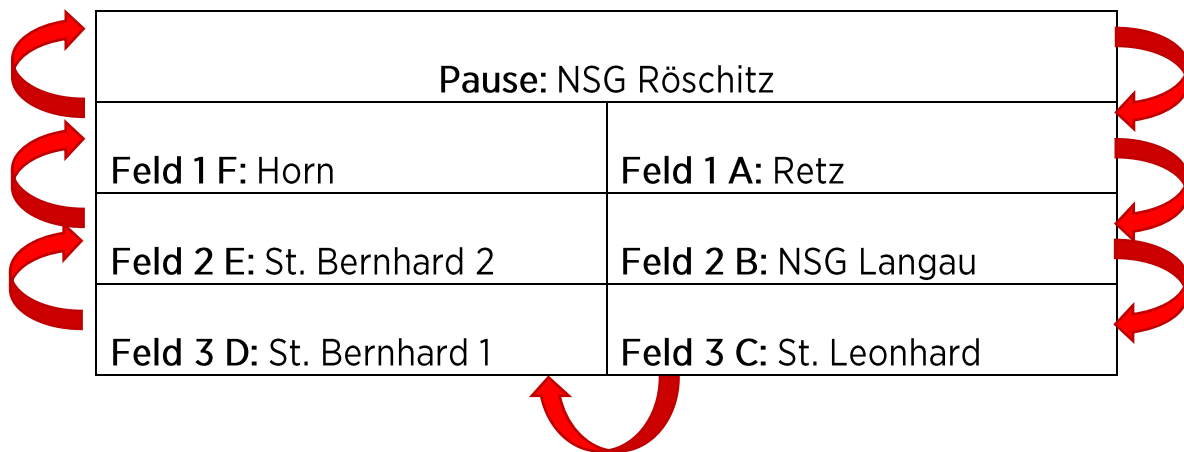 Pause: NSG Röschitz
Feld 1 F: Horn
Feld 1 A: Retz
Feld 2 E: St. Bernhard 2
Feld 2 B: NSG Langau
Feld 3 D: St. Bernhard 1
Feld 3 C: St. Leonhard